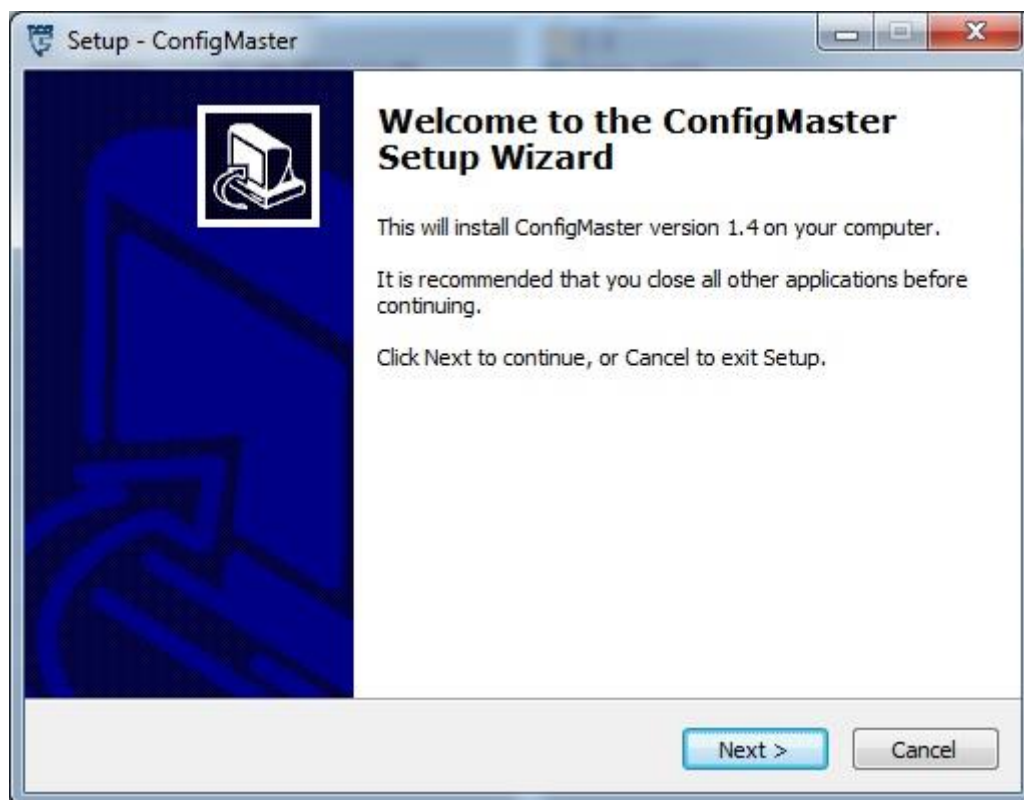 Setup - ConfigMaster
Welcome to the ConfigMaster
Setup Wizard
This will install ConfigMaster version 1.4 on your computer.
It is recommended that you close all other applications before
continuing.
Click Next to continue, or Cancel to exit Setup.
Next >
Cancel